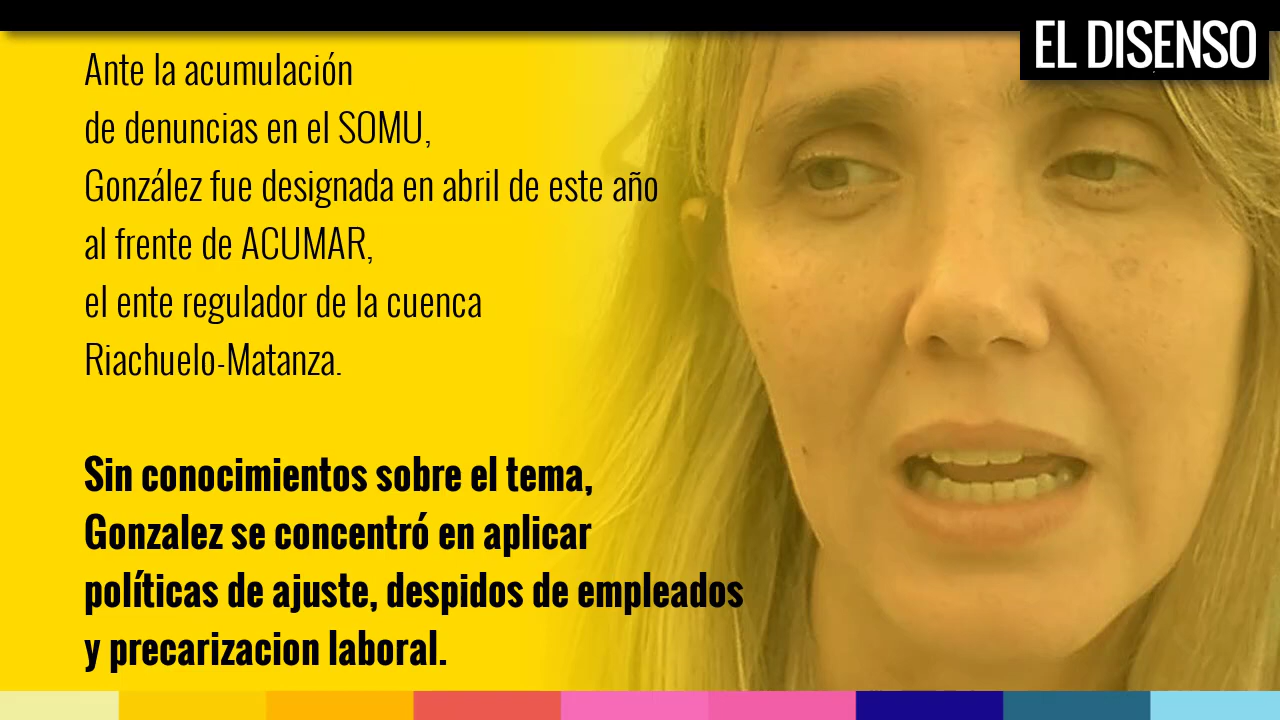 EL DISENSO
Ante la acumulación
de denuncias en el SOMU,
González fue designada en abril de este año
al frente de ACUMAR,
el ente regulador de la cuenca
Riachuelo-Matanza.
Sin conocimientos sobre el tema,
Gonzalez se concentró en aplicar
políticas de ajuste, despidos de empleados
y precarizacion laboral.